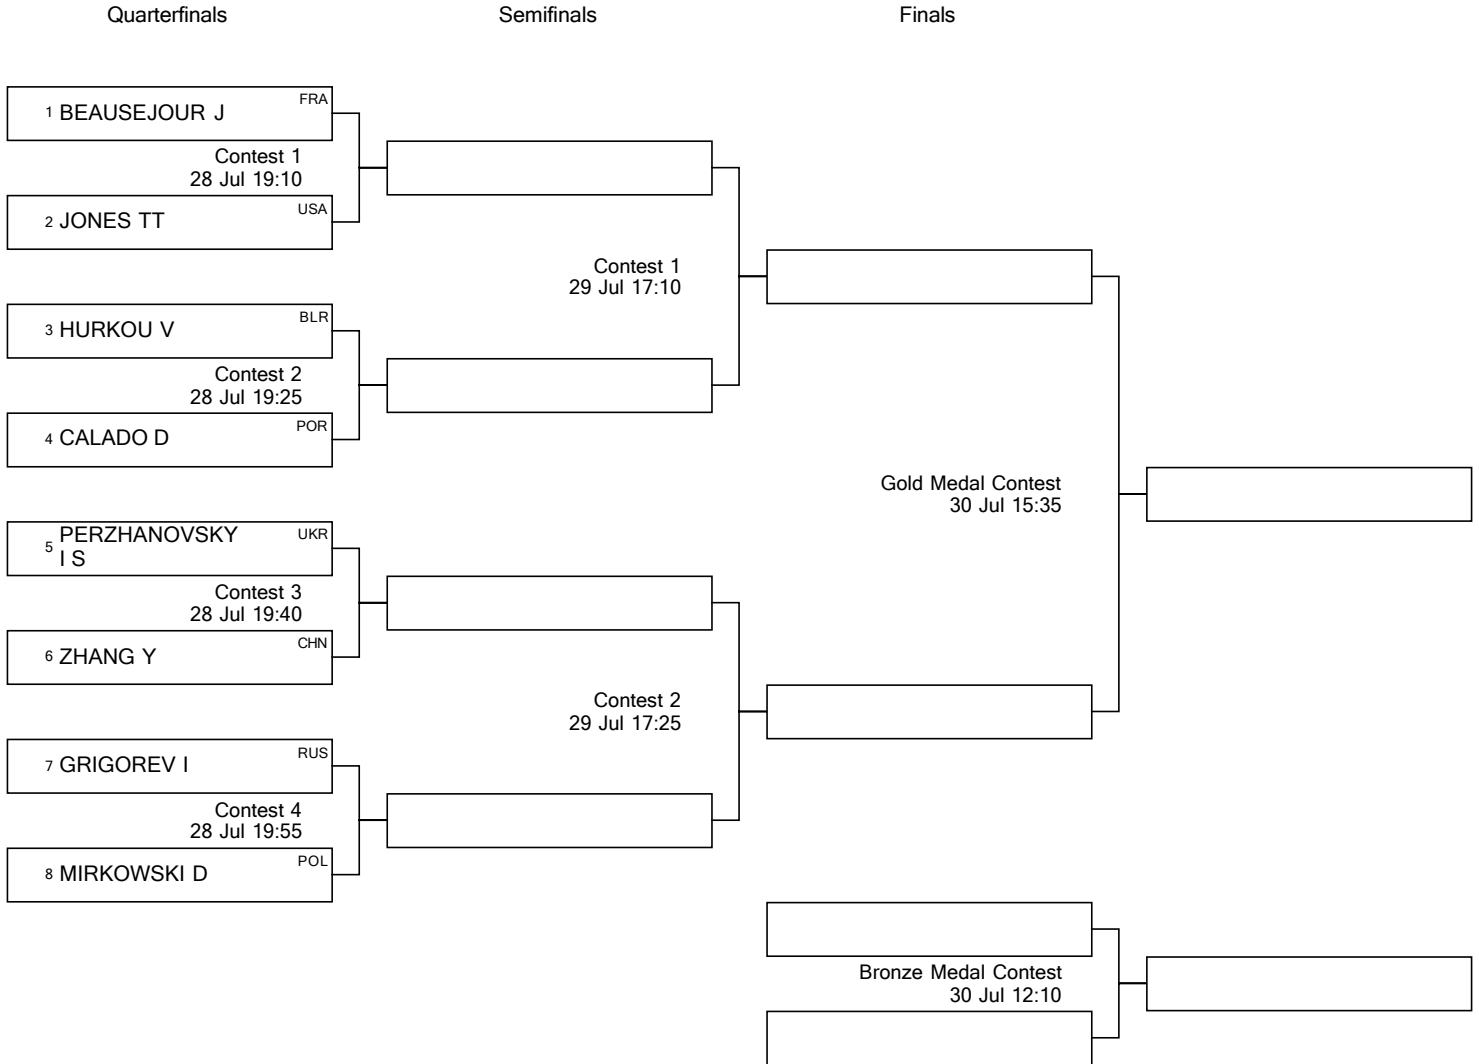 Quarterfinals Semifinals Finals
1 BEAUSEJOUR J FRA
Contest 1
28 Jul 19:10
2 JONES TT USA
3 HURKOU V BLR
Contest 2
28 Jul 19:25
4 CALADO D POR
5 PERZHANOVSKY UKR
I S
Contest 3
28 Jul 19:40
6 ZHANG Y CHN
7 GRIGOREV I RUS
Contest 4
28 Jul 19:55
8 MIRKOWSKI D POL
Contest 1
29 Jul 17:10
Contest 2
29 Jul 17:25
Gold Medal Contest
30 Jul 15:35
Bronze Medal Contest
30 Jul 12:10